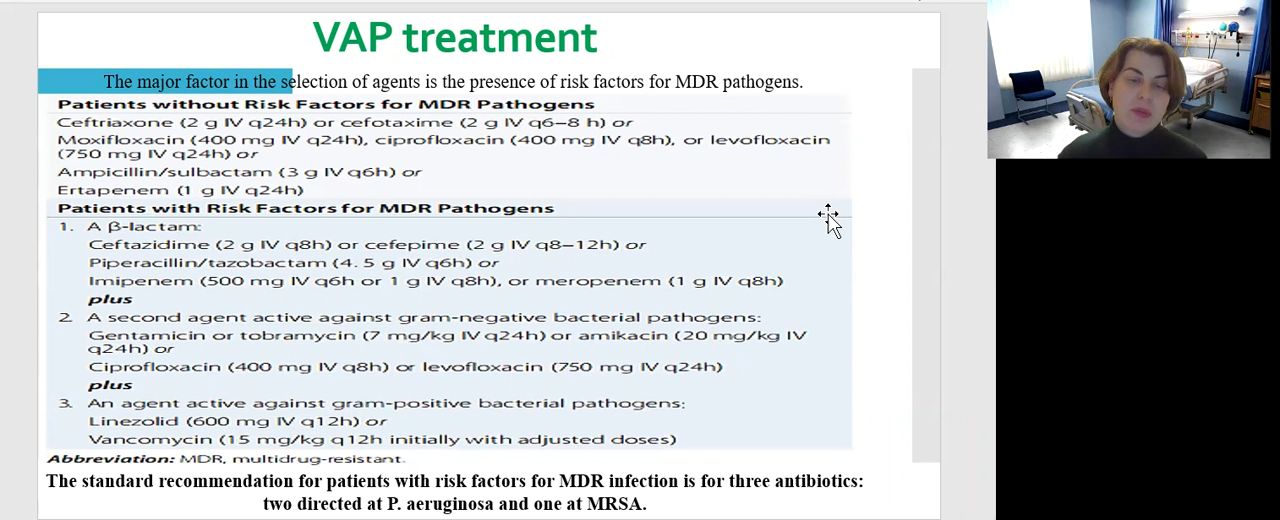 VAP treatment
The major factor in the selection of agents is the presence of risk factors for MDR pathogens.
Patients without Risk Factors for MDR Pathogens
Ceftriaxone (2 g IV q24h) or cefotaxime (2 g IV q6–8 h) or
Moxifloxacin (400 mg IV q24h), ciprofloxacin (400 mg IV q8h), or levofloxacin
(750 mg IV q24h) or
Ampicillin/sulbactam (3 g IV q6h) or
Ertapenem (1 g IV q24h)
Patients with Risk Factors for MDR Pathogens
1. A β-lactam:
Ceftazidime (2 g IV q8h) or cefepime (2 g IV q8–12h) or
Piperacillin/tazobactam (4. 5 g IV q6h) or
Imipenem (500 mg IV q6h or 1 g IV q8h), or meropenem (1 g IV q8h)
plus
2. A second agent active against gram-negative bacterial pathogens:
Gentamicin or tobramycin (7 mg/kg IV q24h) or amikacin (20 mg/kg IV
q24h) or
Ciprofloxacin (400 mg IV q8h) or levofloxacin (750 mg IV q24h)
plus
3. An agent active against gram-positive bacterial pathogens:
Linezolid (600 mg IV q12h) or
Vancomycin (15 mg/kg q12h initially with adjusted doses)
Abbreviation: MDR, multidrug-resistant.
The standard recommendation for patients with risk factors for MDR infection is for three antibiotics:
two directed at P. aeruginosa and one at MRSA.